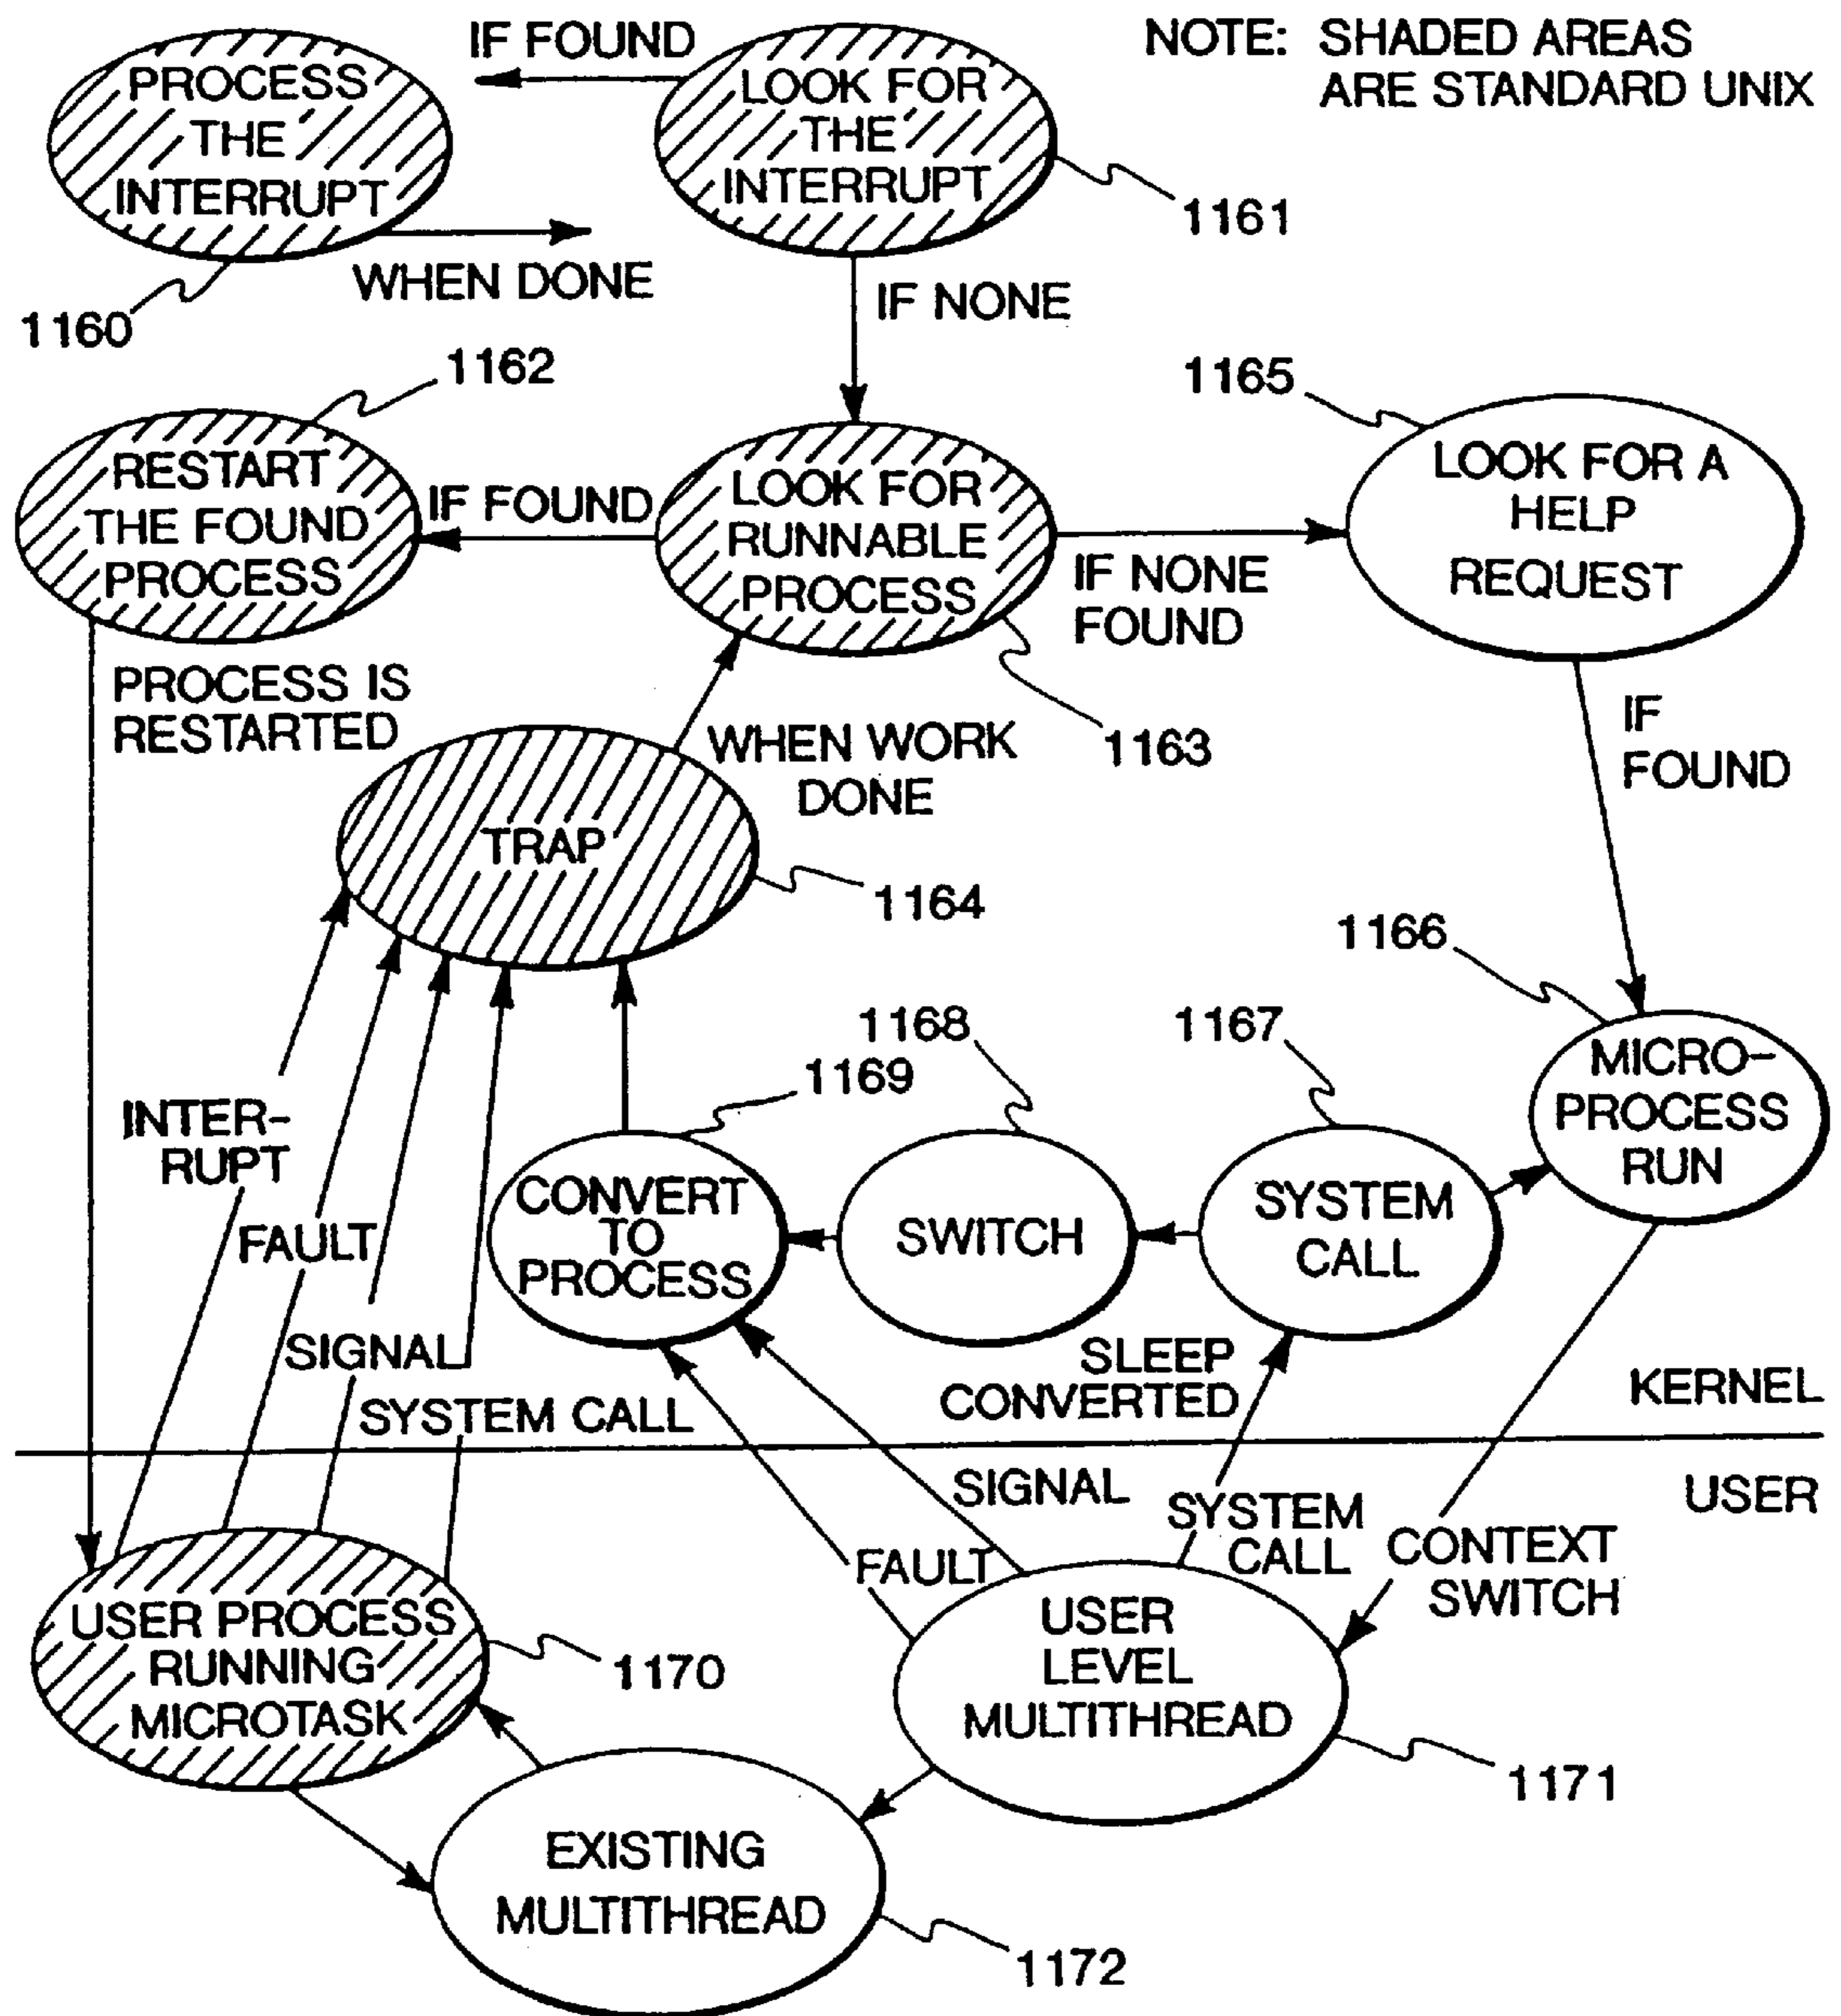 PROCESS
THE
INTERRUPT
IF FOUND
LOOK FOR
THE
INTERRUPT
NOTE: SHADED AREAS
ARE STANDARD UNIX
1161
WHEN DONE
1160
IF NONE
1162
1165
RESTART
THE FOUND
PROCESS
IF FOUND
LOOK FOR
RUNNABLE
PROCESS
IF NONE
FOUND
LOOK FOR A
HELP
REQUEST
PROCESS IS
RESTARTED
WHEN WORK
DONE
1163
IF
FOUND
TRAP
1164
1166
1168
1167
1169
MICRO-
PROCESS
RUN
INTER-
RUPT
CONVERT
TO
PROCESS
SWITCH
SYSTEM
CALL
FAULT
SIGNAL
SLEEP
CONVERTED
SYSTEM CALL
KERNEL
USER
SIGNAL
SYSTEM
CALL
CONTEXT
SWITCH
FAULT
USER PROCESS
RUNNING
MICROTASK
1170
USER
LEVEL
MULTITHREAD
1171
EXISTING
MULTITHREAD
1172